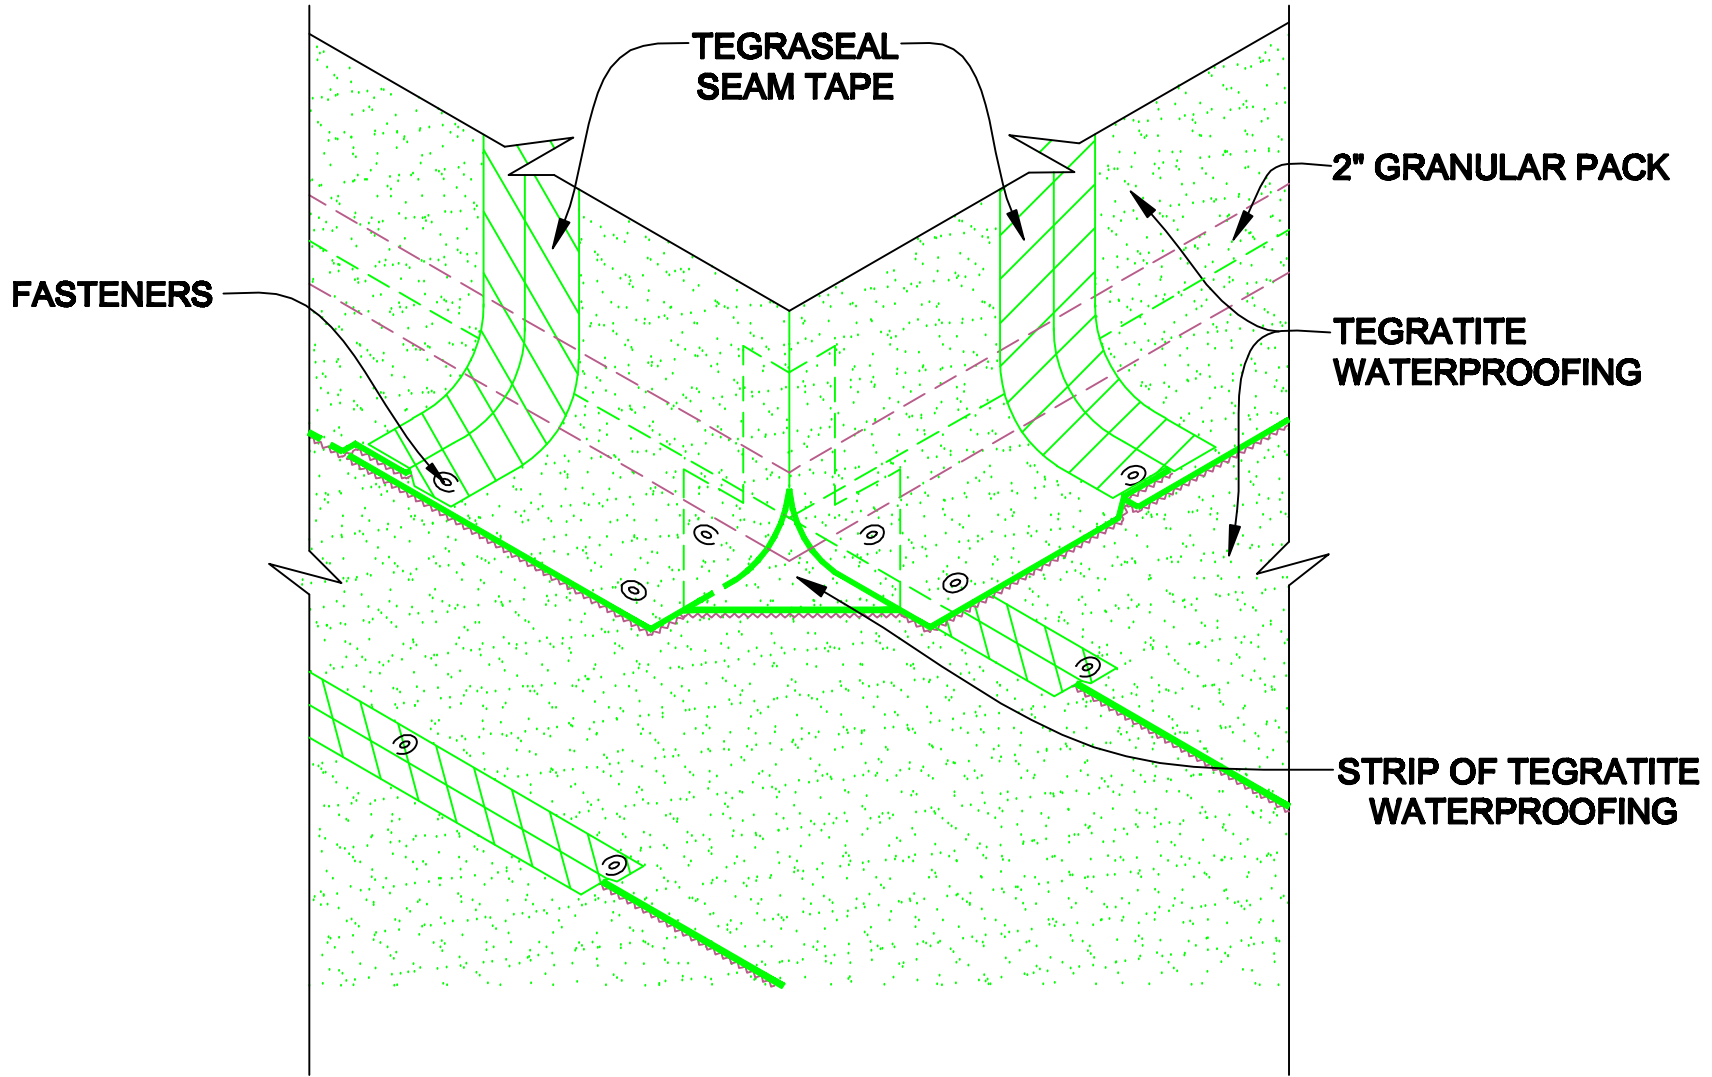 TEGRASEAL
SEAM TAPE
2" GRANULAR PACK
FASTENERS
TEGRATITE
WATERPROOFING
STRIP OF TEGRATITE
WATERPROOFING